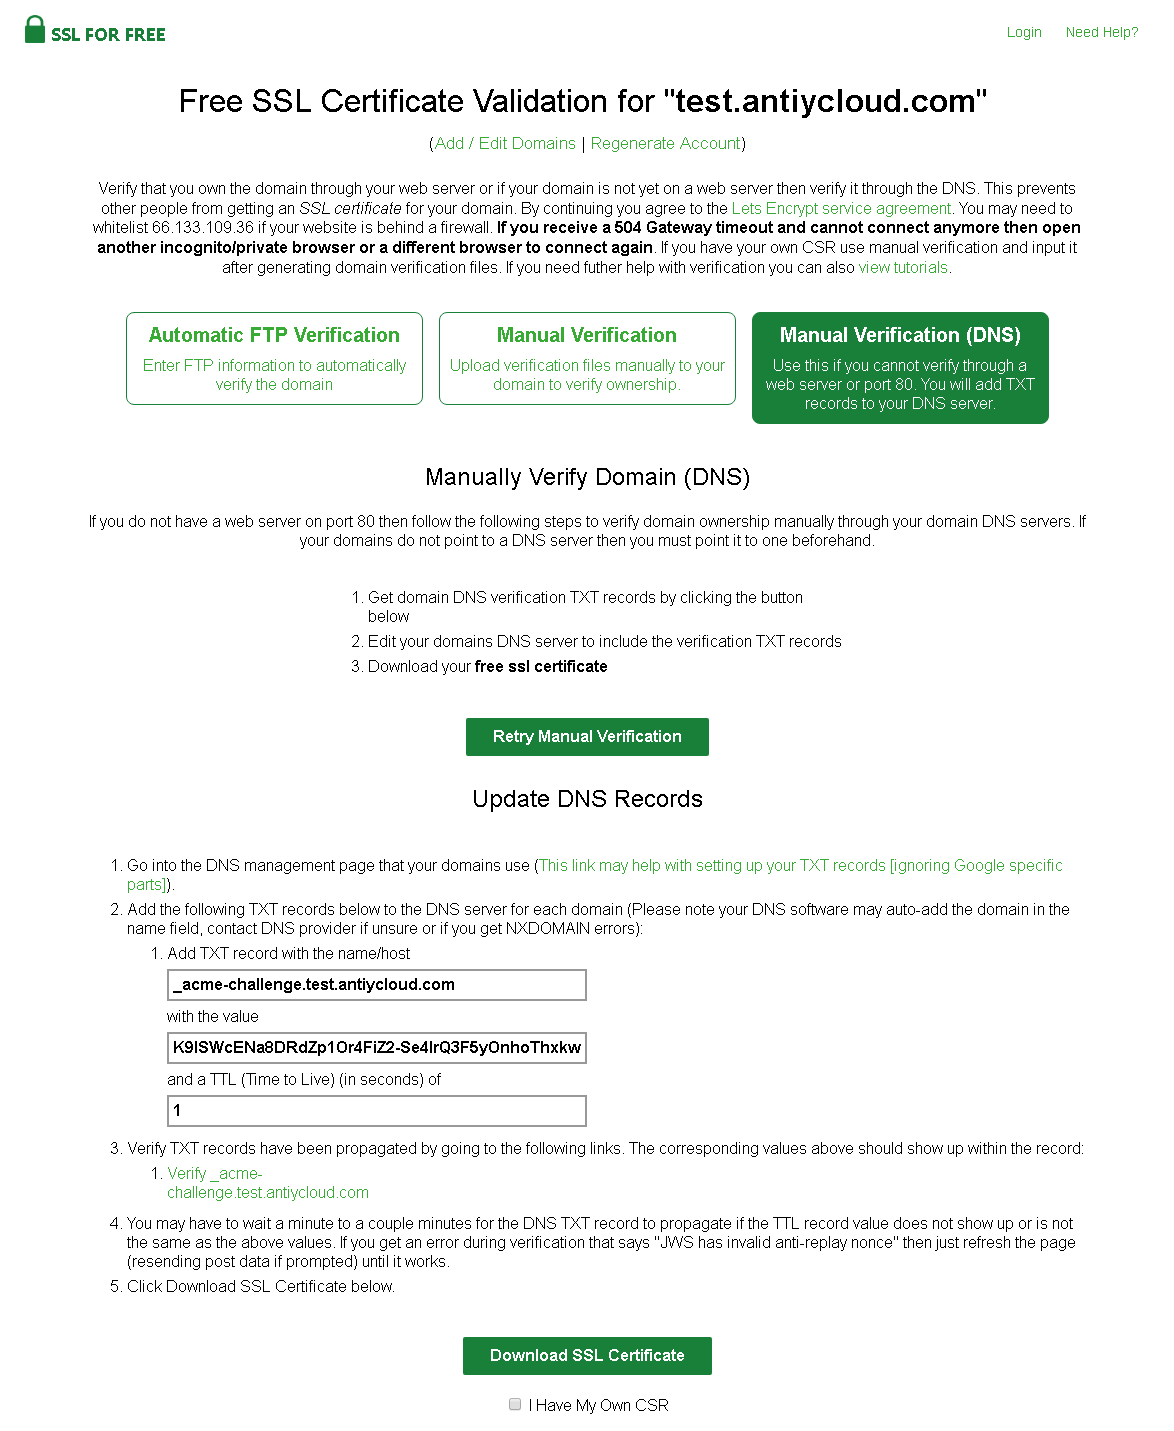 SSL FOR FREE
Login Need Help?
Free SSL Certificate Validation for "test.antiycloud.com"
(Add / Edit Domains | Regenerate Account)
Verify that you own the domain through your web server or if your domain is not yet on a web server then verify it through the DNS. This prevents
other people from getting an SSL certificate for your domain. By continuing you agree to the Lets Encrypt service agreement. You may need to
whitelist 66.133.109.36 if your website is behind a firewall. If you receive a 504 Gateway timeout and cannot connect anymore then open
another incognito/private browser or a different browser to connect again. If you have your own CSR use manual verification and input it
after generating domain verification files. If you need futher help with verification you can also view tutorials.
Automatic FTP Verification
Enter FTP information to automatically
verify the domain
Manual Verification
Upload verification files manually to your
domain to verify ownership.
Manual Verification (DNS)
Use this if you cannot verify through a
web server or port 80. You will add TXT
records to your DNS server.
Manually Verify Domain (DNS)
If you do not have a web server on port 80 then follow the following steps to verify domain ownership manually through your domain DNS servers. If
your domains do not point to a DNS server then you must point it to one beforehand.
1. Get domain DNS verification TXT records by clicking the button
below
2. Edit your domains DNS server to include the verification TXT records
3. Download your free ssl certificate
Retry Manual Verification
Update DNS Records
1. Go into the DNS management page that your domains use (This link may help with setting up your TXT records [ignoring Google specific
parts]).
2. Add the following TXT records below to the DNS server for each domain (Please note your DNS software may auto-add the domain in the
name field, contact DNS provider if unsure or if you get NXDOMAIN errors):
1. Add TXT record with the name/host
_acme-challenge.test.antiycloud.com
with the value
K9ISWcENa8DRdZp1Or4FiZ2-Se4IrQ3F5yOnhoThxkw
and a TTL (Time to Live) (in seconds) of
1
3. Verify TXT records have been propagated by going to the following links. The corresponding values above should show up within the record:
1. Verify _acme-
challenge.test.antiycloud.com
4. You may have to wait a minute to a couple minutes for the DNS TXT record to propagate if the TTL record value does not show up or is not
the same as the above values. If you get an error during verification that says "JWS has invalid anti-replay nonce" then just refresh the page
(resending post data if prompted) until it works.
5. Click Download SSL Certificate below.
Download SSL Certificate
I Have My Own CSR